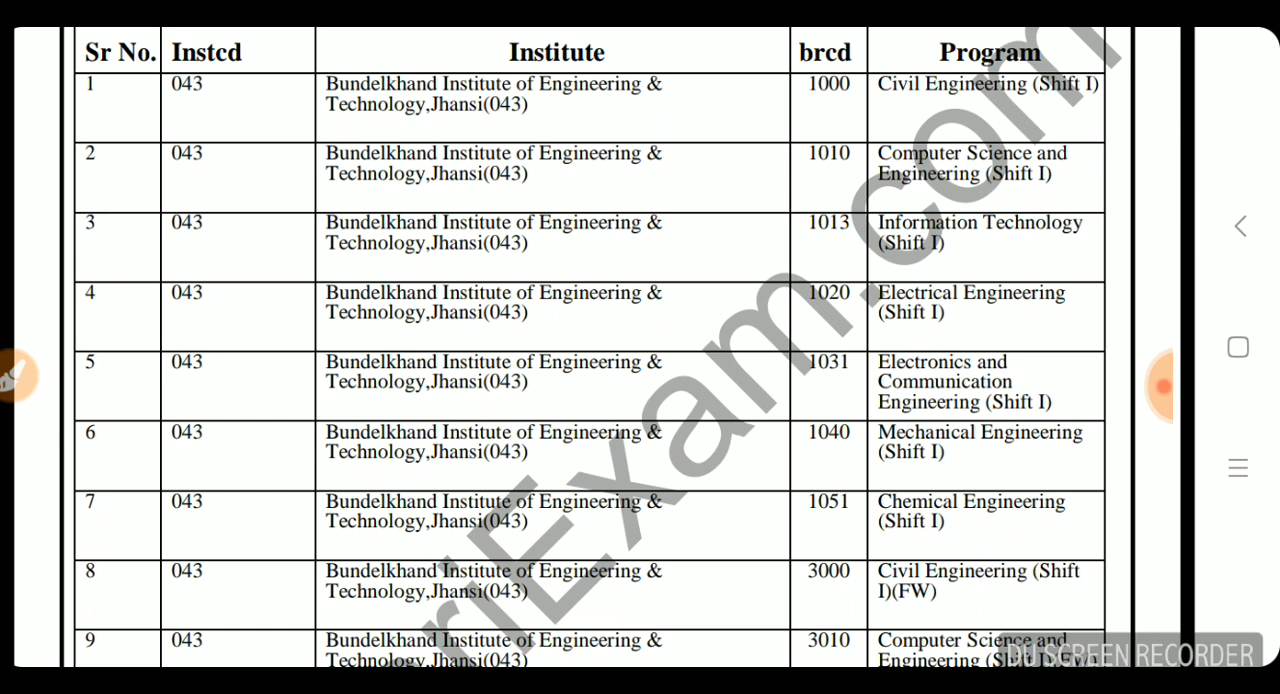 Sr No. Instcd Institute brcd Program
1 043 Bundelkhand Institute of Engineering & 1000 Civil Engineering (Shift I)
Technology,Jhansi(043)
2 043 Bundelkhand Institute of Engineering & 1010 Computer Science and
Technology,Jhansi(043) Engineering (Shift I)
3 043 Bundelkhand Institute of Engineering & 1013 Information Technology
Technology,Jhansi(043) (Shift I)
4 043 Bundelkhand Institute of Engineering & 1020 Electrical Engineering
Technology,Jhansi(043) (Shift I)
5 043 Bundelkhand Institute of Engineering & 1031 Electronics and
Technology,Jhansi(043) Communication
Engineering (Shift I)
6 043 Bundelkhand Institute of Engineering & 1040 Mechanical Engineering
Technology,Jhansi(043) (Shift I)
7 043 Bundelkhand Institute of Engineering & 1051 Chemical Engineering
Technology,Jhansi(043) (Shift I)
8 043 Bundelkhand Institute of Engineering & 3000 Civil Engineering (Shift
Technology,Jhansi(043) I)(FW)
9 043 Bundelkhand Institute of Engineering & 3010 Computer Science and
Technology,Jhansi(043) Engineering (Shift I)(FW)
riExam.com
DU SCREEN RECORDER